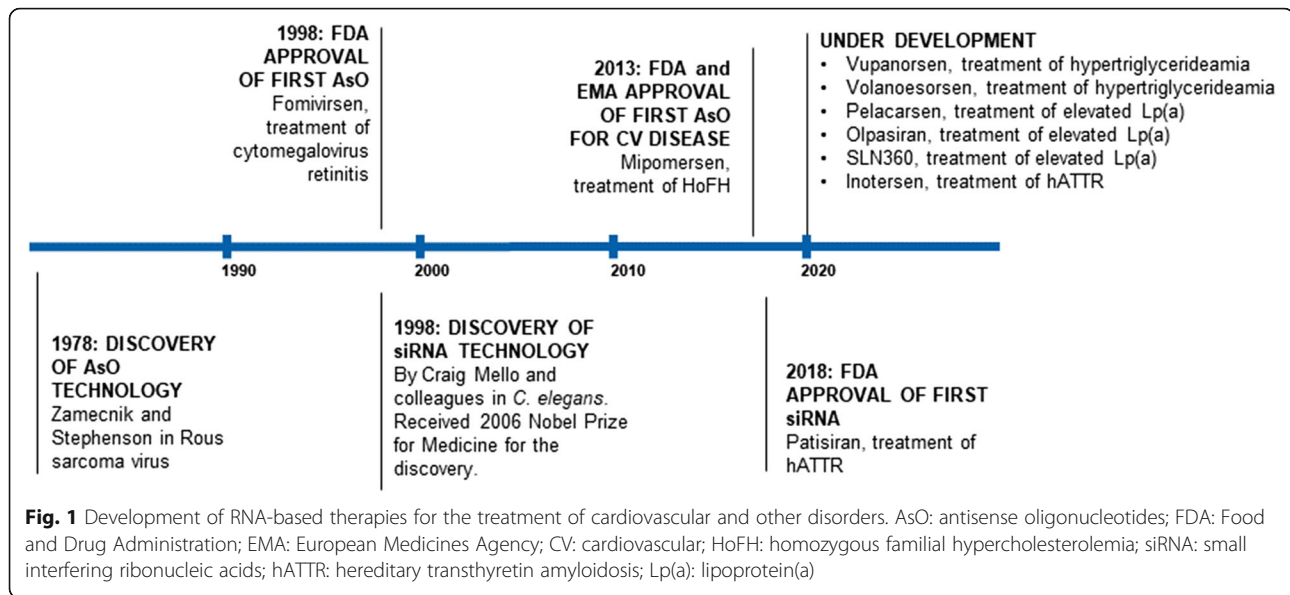 1998: FDA
APPROVAL
OF FIRST AsO
Fomivirsen,
treatment of
cytomegalovirus
retinitis
2013: FDA and
EMA APPROVAL
OF FIRST AsO
FOR CV DISEASE
Mipomersen,
treatment of HoFH
UNDER DEVELOPMENT
• Vupanorsen, treatment of hypertriglycerideamia
• Volanoesorsen, treatment of hypertriglycerideamia
• Pelacarsen, treatment of elevated Lp(a)
• Olpasiran, treatment of elevated Lp(a)
• SLN360, treatment of elevated Lp(a)
• Inotersen, treatment of hATTR
1990
2000
2010
2020
1978: DISCOVERY
OF AsO
TECHNOLOGY
Zamecnik and
Stephenson in Rous
sarcoma virus
1998: DISCOVERY OF
siRNA TECHNOLOGY
By Craig Mello and
colleagues in C. elegans.
Received 2006 Nobel Prize
for Medicine for the
discovery.
2018: FDA
APPROVAL OF FIRST
siRNA
Patisiran, treatment of
hATTR
Fig. 1 Development of RNA-based therapies for the treatment of cardiovascular and other disorders. AsO: antisense oligonucleotides; FDA: Food
and Drug Administration; EMA: European Medicines Agency; CV: cardiovascular; HoFH: homozygous familial hypercholesterolemia; siRNA: small
interfering ribonucleic acids; hATTR: hereditary transthyretin amyloidosis; Lp(a): lipoprotein(a)